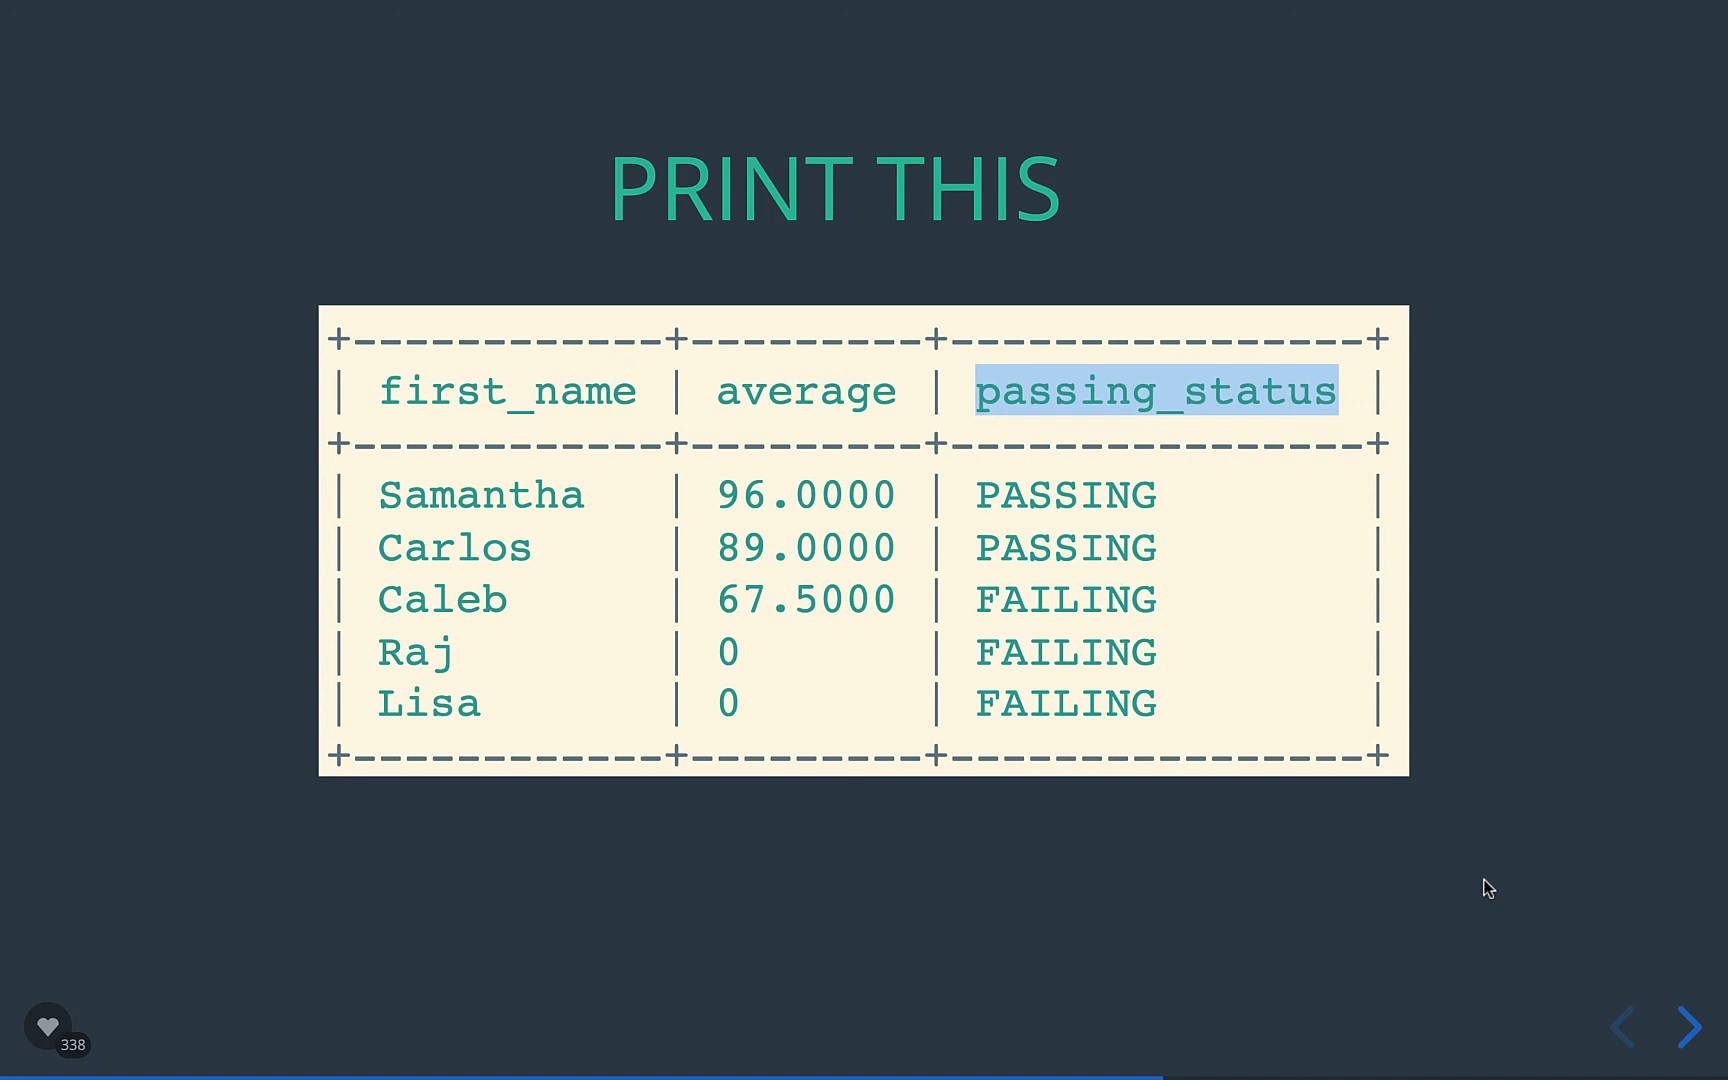 PRINT THIS
+------------+---------+----------------+
| first_name | average | passing_status |
+------------+---------+----------------+
| Samantha   | 96.0000 | PASSING        |
| Carlos     | 89.0000 | PASSING        |
| Caleb      | 67.5000 | FAILING        |
| Raj        | 0       | FAILING        |
| Lisa       | 0       | FAILING        |
+------------+---------+----------------+
338